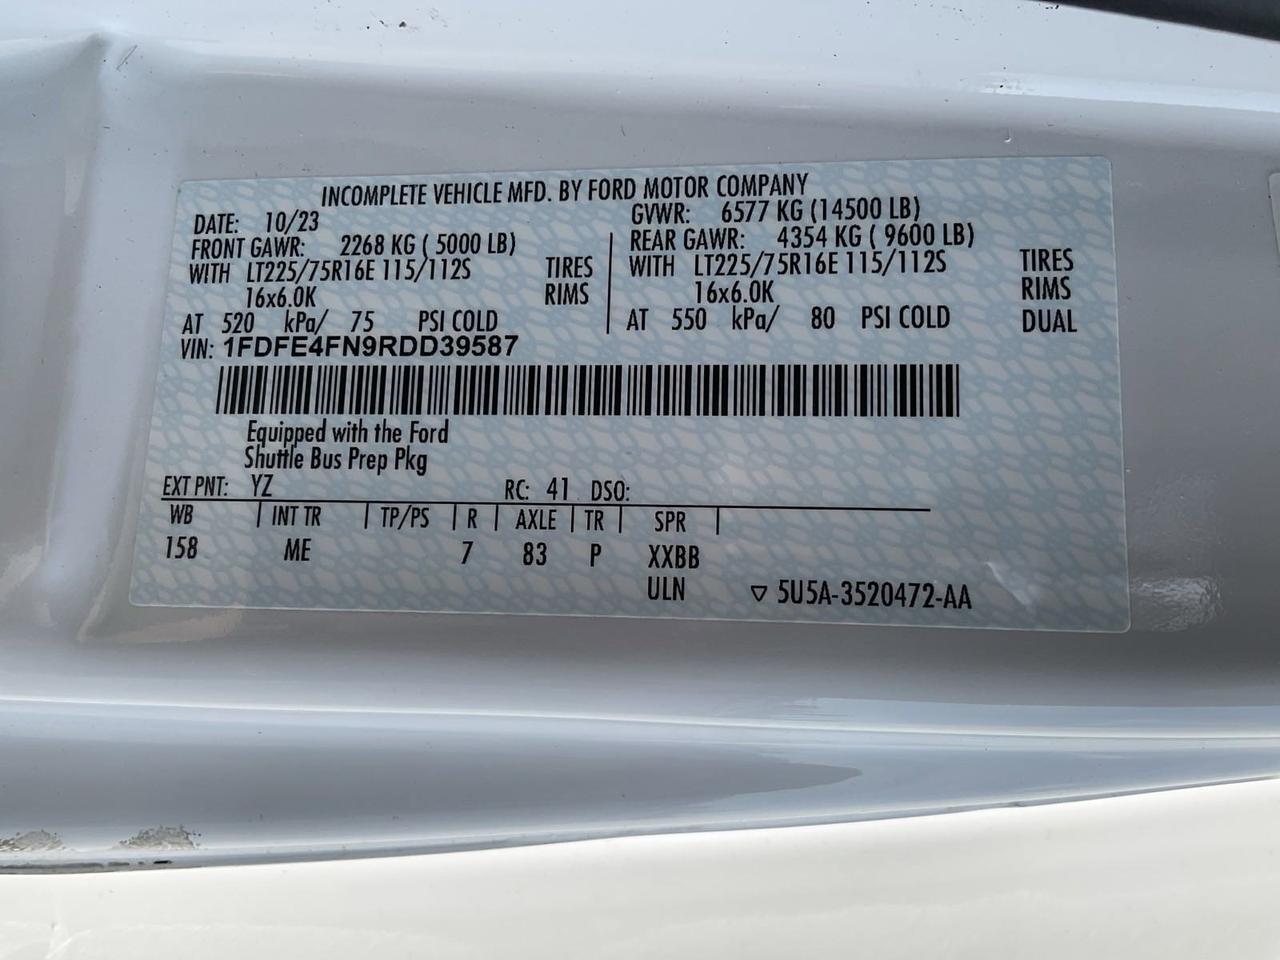 INCOMPLETE VEHICLE MFD. BY FORD MOTOR COMPANY
DATE: 10/23 GVWR: 6577 KG (14500 LB)
FRONT GAWR: 2268 KG ( 5000 LB) REAR GAWR: 4354 KG ( 9600 LB)
WITH LT225/75R16E 115/112S TIRES WITH LT225/75R16E 115/112S TIRES
16x6.0K RIMS 16x6.0K RIMS
AT 520 kPa/ 75 PSI COLD AT 550 kPa/ 80 PSI COLD DUAL
VIN: 1FDFE4FN9RDD39587
Equipped with the Ford
Shuttle Bus Prep Pkg
EXT PNT: YZ RC: 41 DSO:
WB | INT TR | TP/PS | R | AXLE | TR | SPR |
158 ME 7 83 P XXBB
ULN ▽ 5U5A-3520472-AA